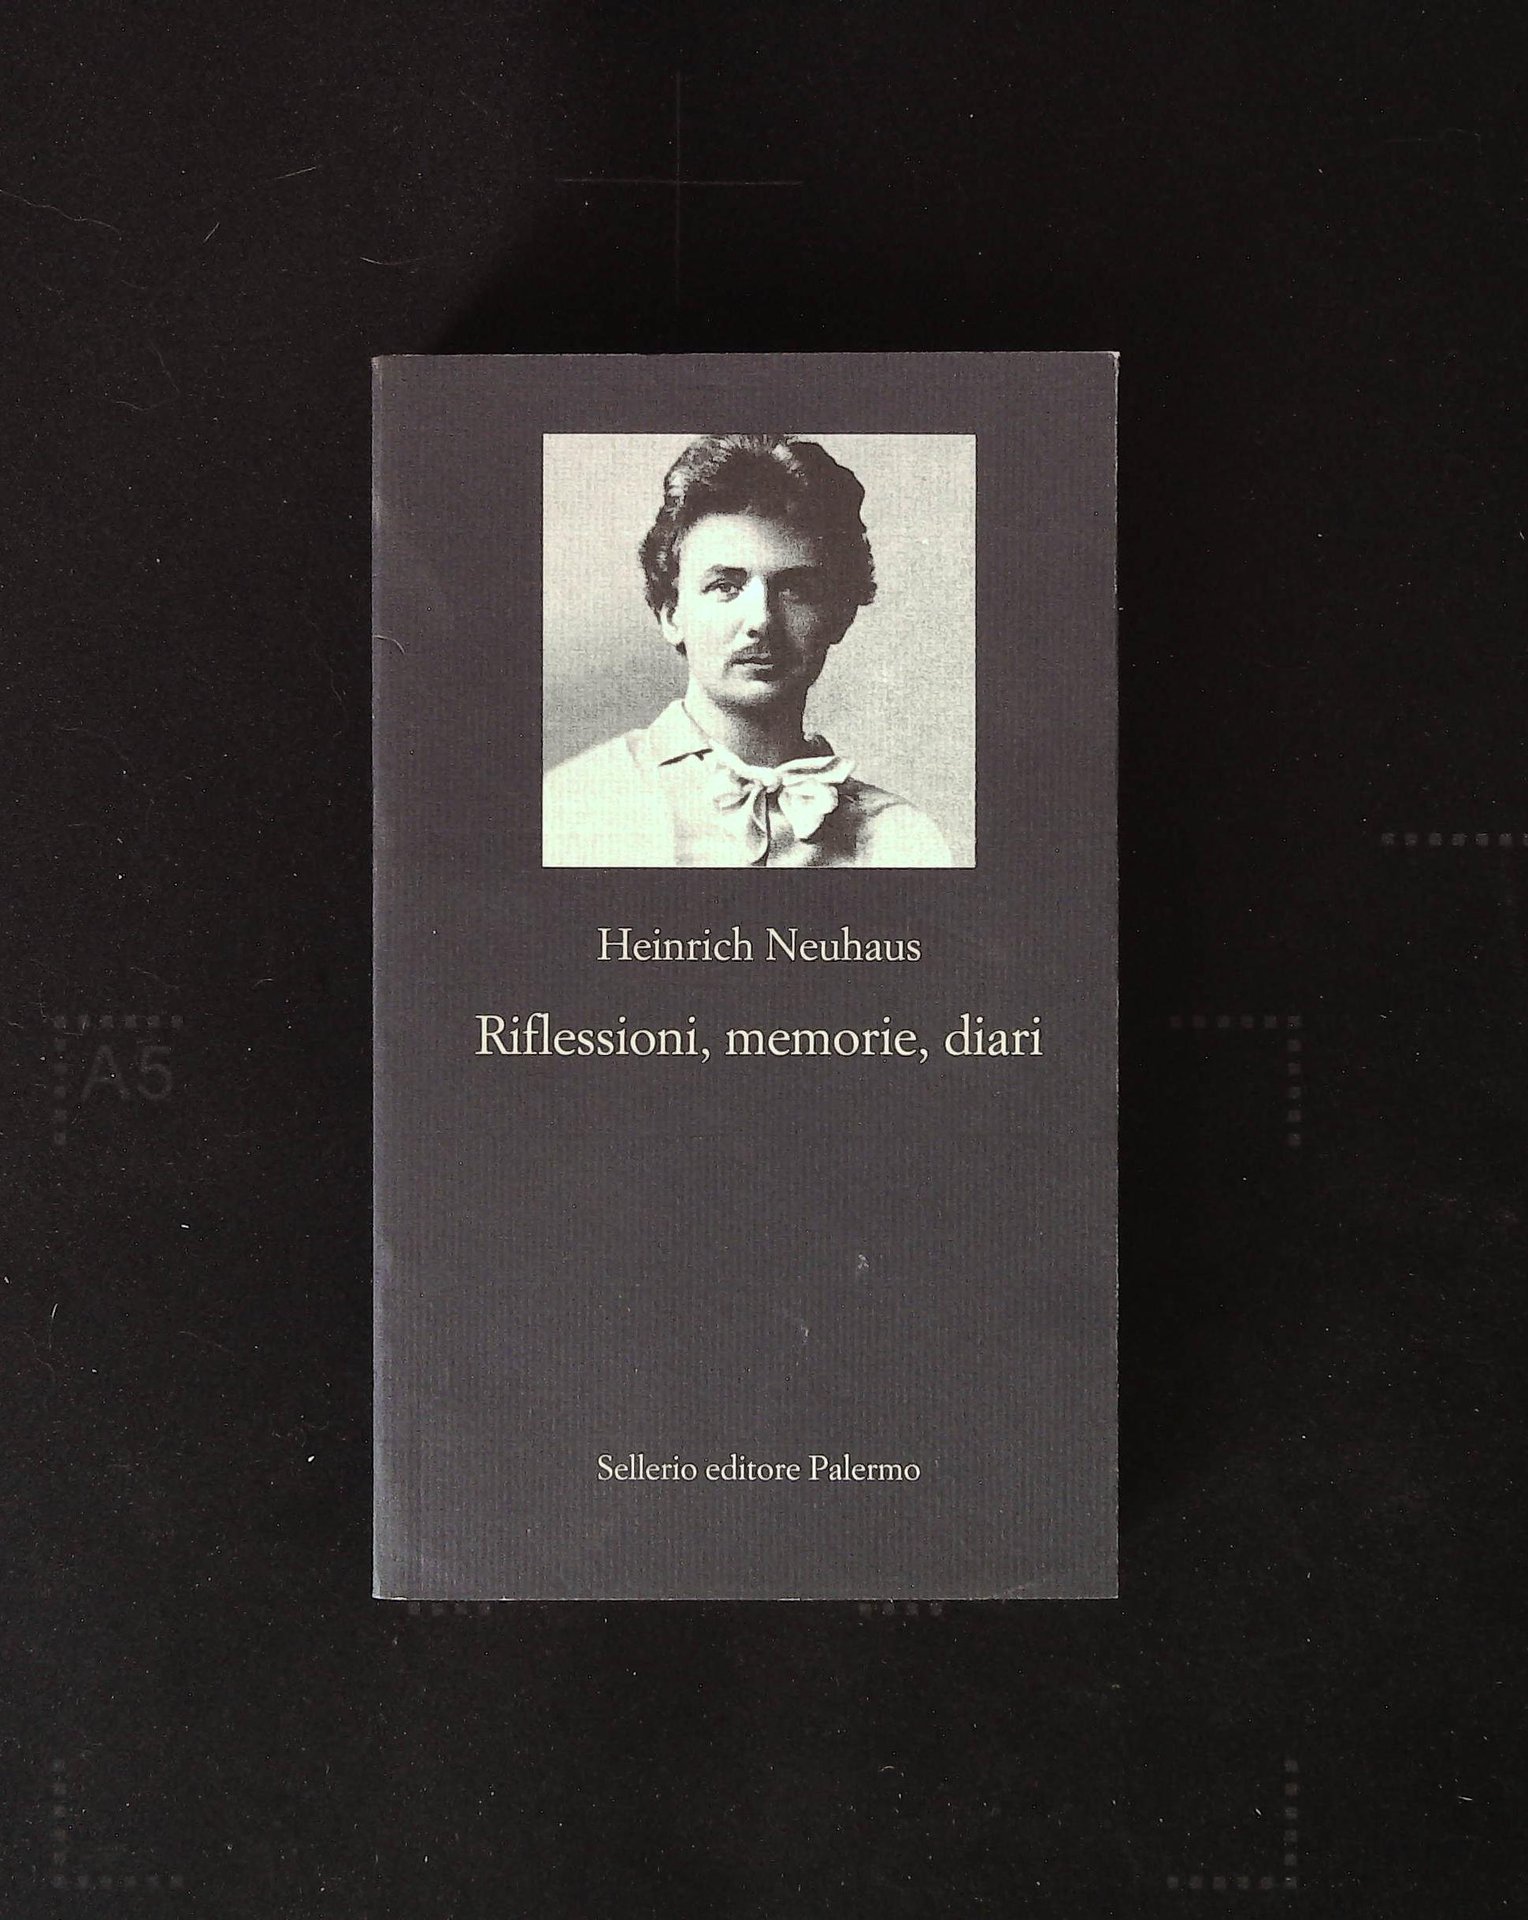 Heinrich Neuhaus
Riflessioni, memorie, diari
Sellerio editore Palermo
A5